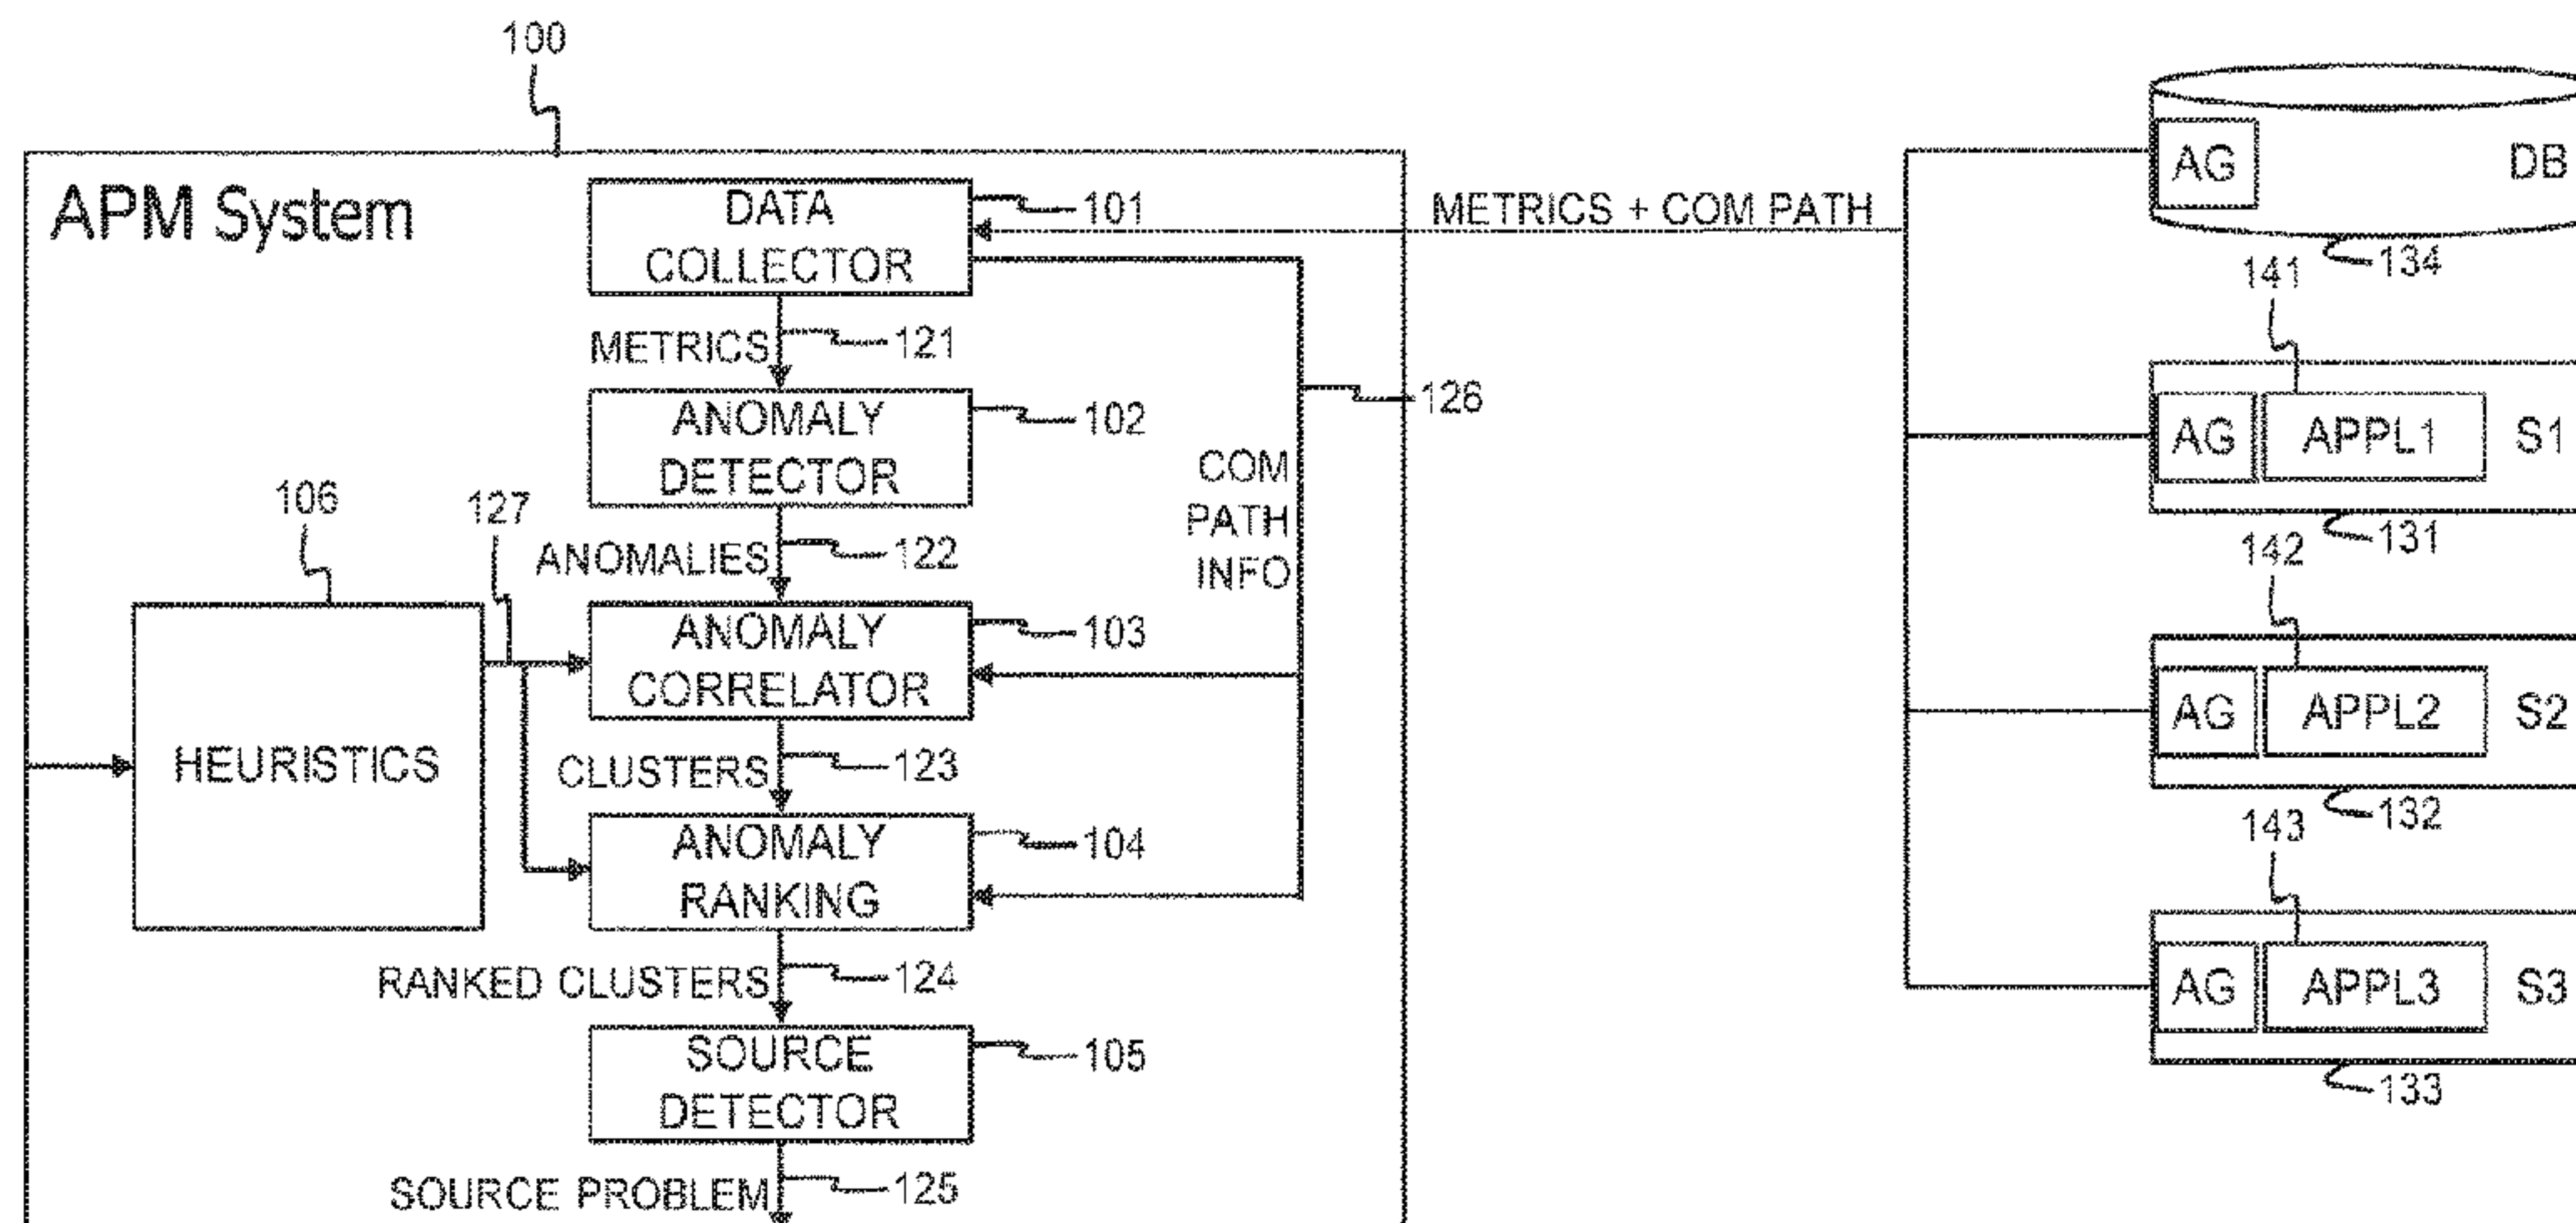 100
APM System
DATA
COLLECTOR
101
METRICS + COM PATH
AG
DB
134
METRICS
121
141
ANOMALY
DETECTOR
102
126
AG
APPL1
S1
131
COM
PATH
INFO
106
127
ANOMALIES
122
142
ANOMALY
CORRELATOR
103
AG
APPL2
S2
132
HEURISTICS
CLUSTERS
123
143
ANOMALY
RANKING
104
RANKED CLUSTERS
124
AG
APPL3
S3
133
SOURCE
DETECTOR
105
SOURCE PROBLEM
125